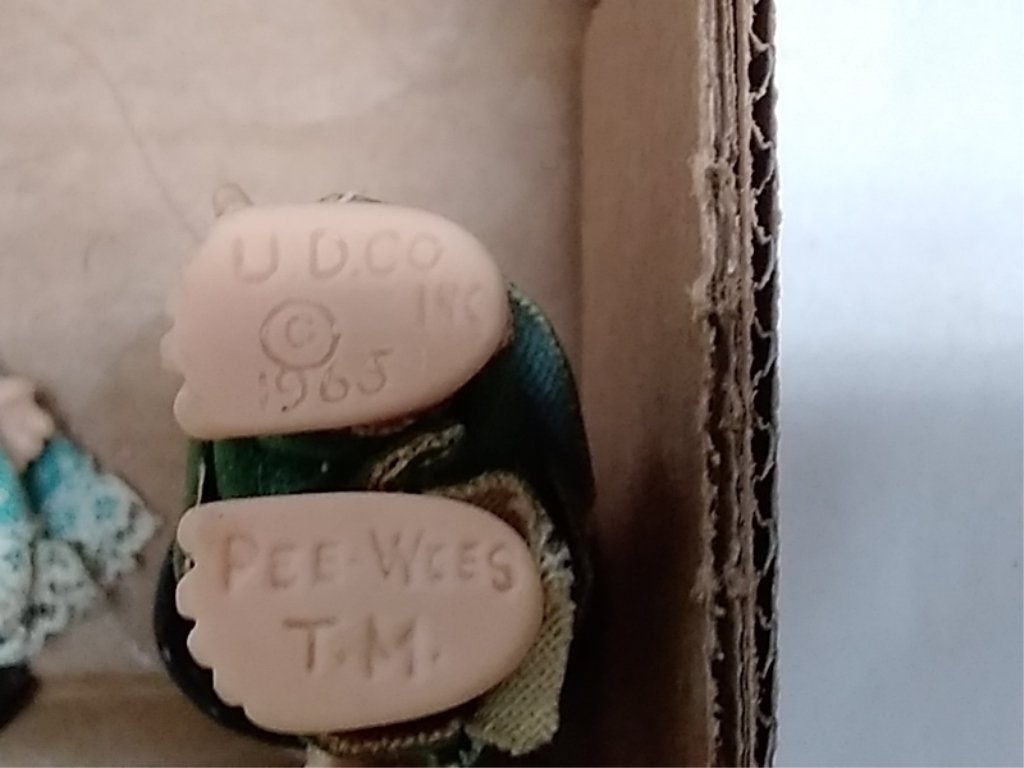 U D.CO
INC
©
1965
PEE-WEES
T.M.